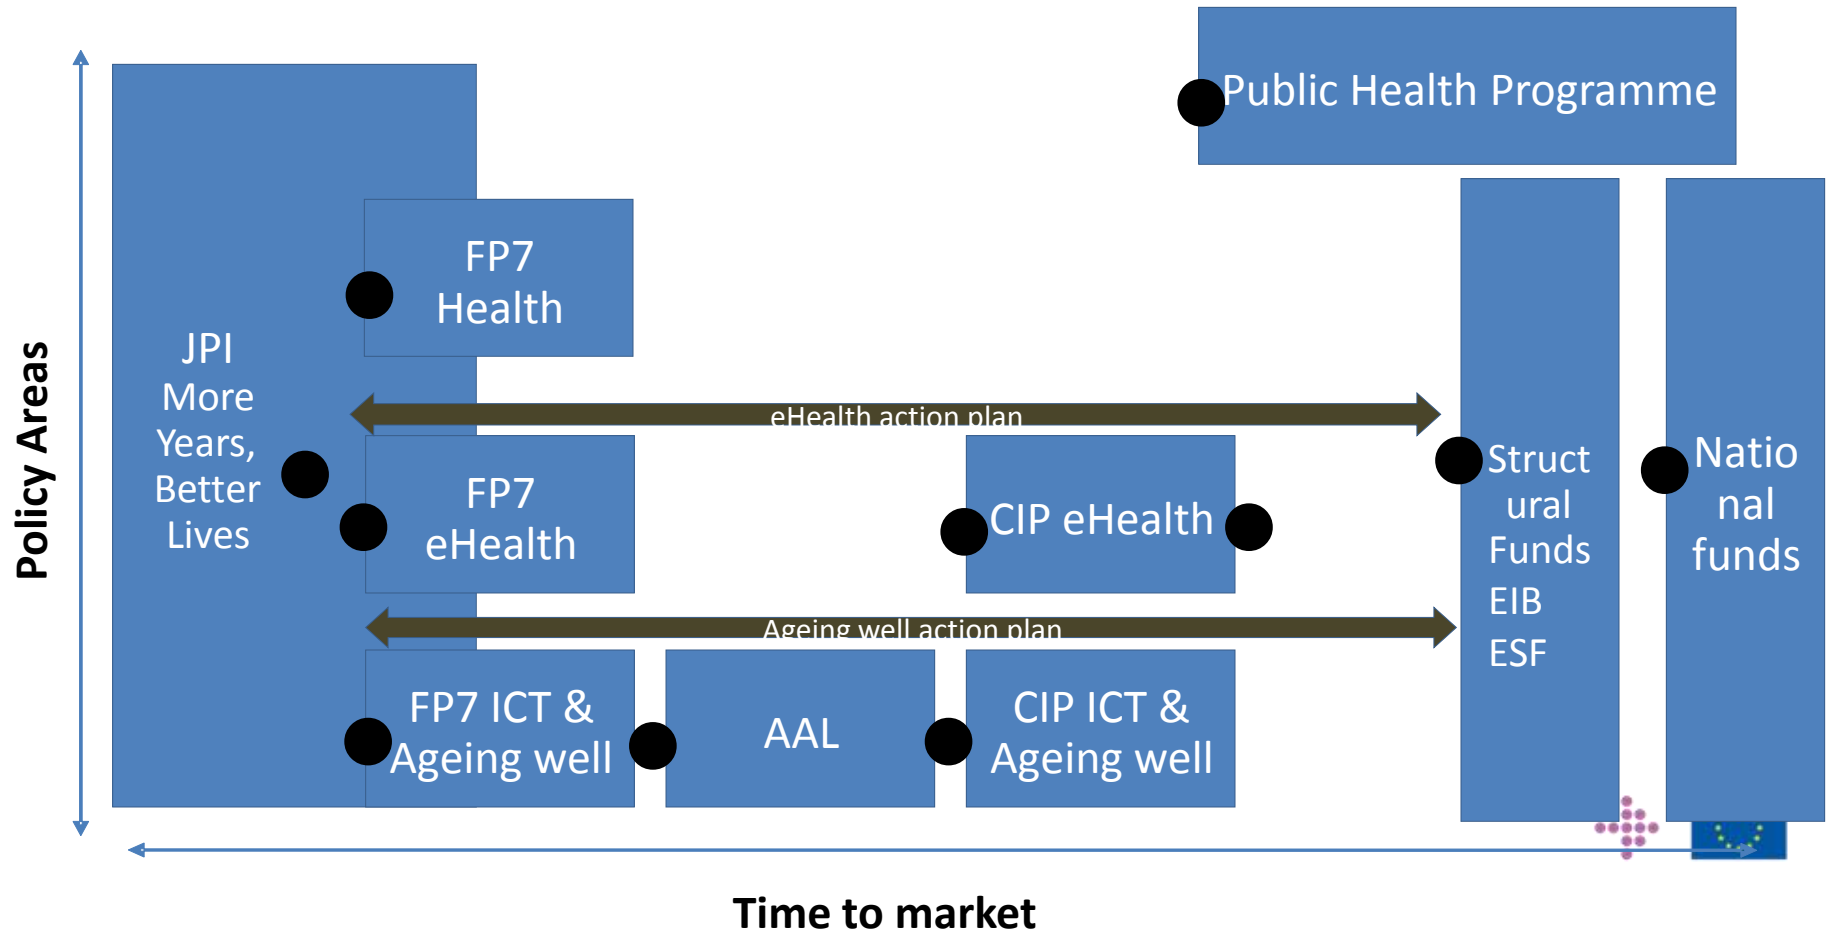 Public Health Programme
FP7
Health
JPI
More
Years,
Better
Lives
eHealth action plan
FP7
eHealth
CIP eHealth
Struct
ural
Funds
EIB
ESF
Natio
nal
funds
Ageing well action plan
FP7 ICT &
Ageing well
AAL
CIP ICT &
Ageing well
Policy Areas
Time to market